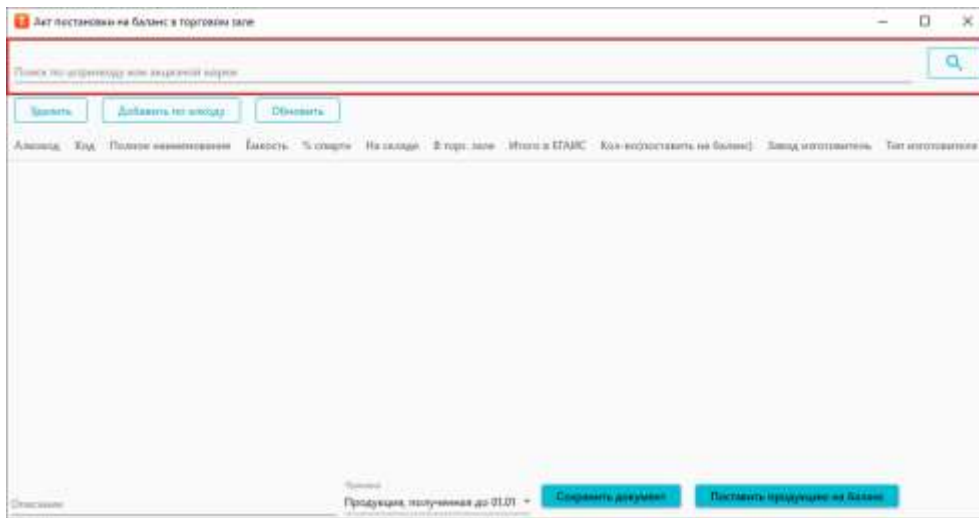 Акт постановки на баланс в торговом зале
Поиск по штрихкоду или акцизной марке
Удалить Добавить по алкоду Обновить
Алкокод Код Полное наименование Ёмкость % спирта На складе В торг. зале Итого в ЕГАИС Кол-во(поставить на баланс) Завод изготовитель Тип изготовителя
Причина
Продукция, полученная до 01.01
Описание
Сохранить документ Поставить продукцию на баланс